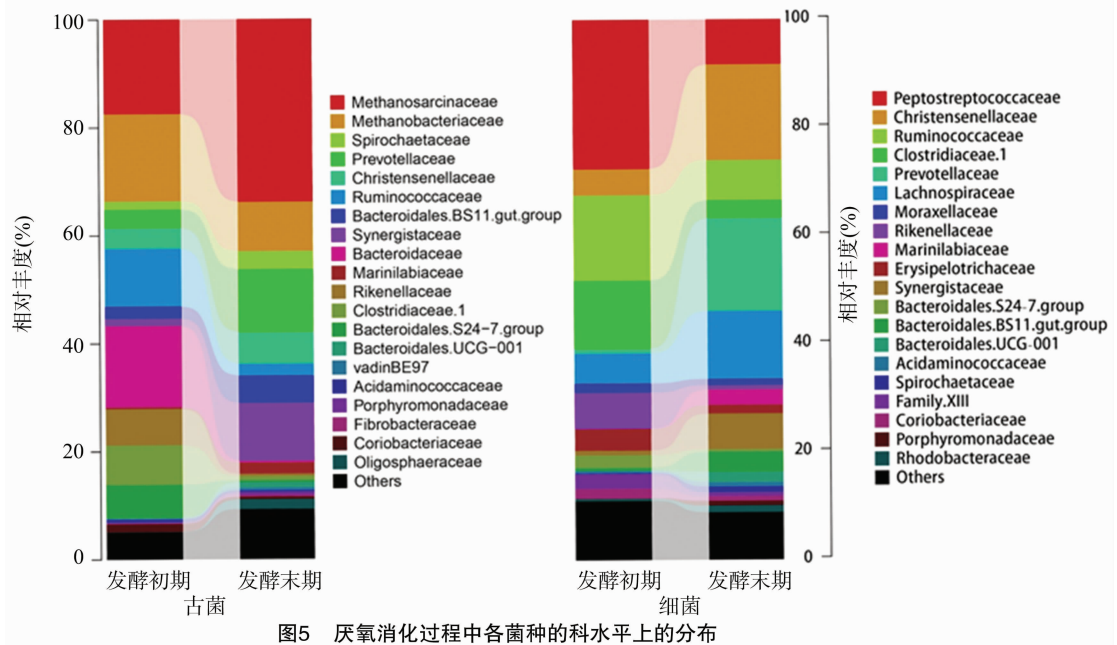 100
80
60
40
20
0
相对丰度(%)
发酵初期
发酵末期
古菌
Methanosarcinaceae
Methanobacteriaceae
Spirochaetaceae
Prevotellaceae
Christensenellaceae
Ruminococcaceae
Bacteroidales.BS11.gut.group
Synergistaceae
Bacteroidaceae
Marinilabiaceae
Rikenellaceae
Clostridiaceae.1
Bacteroidales.S24-7.group
Bacteroidales.UCG-001
vadinBE97
Acidaminococcaceae
Porphyromonadaceae
Fibrobacteraceae
Coriobacteriaceae
Oligosphaeraceae
Others
发酵初期
发酵末期
细菌
100
80
60
40
20
0
相对丰度(%)
Peptostreptococcaceae
Christensenellaceae
Ruminococcaceae
Clostridiaceae.1
Prevotellaceae
Lachnospiraceae
Moraxellaceae
Rikenellaceae
Marinilabiaceae
Erysipelotrichaceae
Synergistaceae
Bacteroidales.S24-7.group
Bacteroidales.BS11.gut.group
Bacteroidales.UCG-001
Acidaminococcaceae
Spirochaetaceae
Family.XIII
Coriobacteriaceae
Porphyromonadaceae
Rhodobacteraceae
Others
图5 厌氧消化过程中各菌种的科水平上的分布